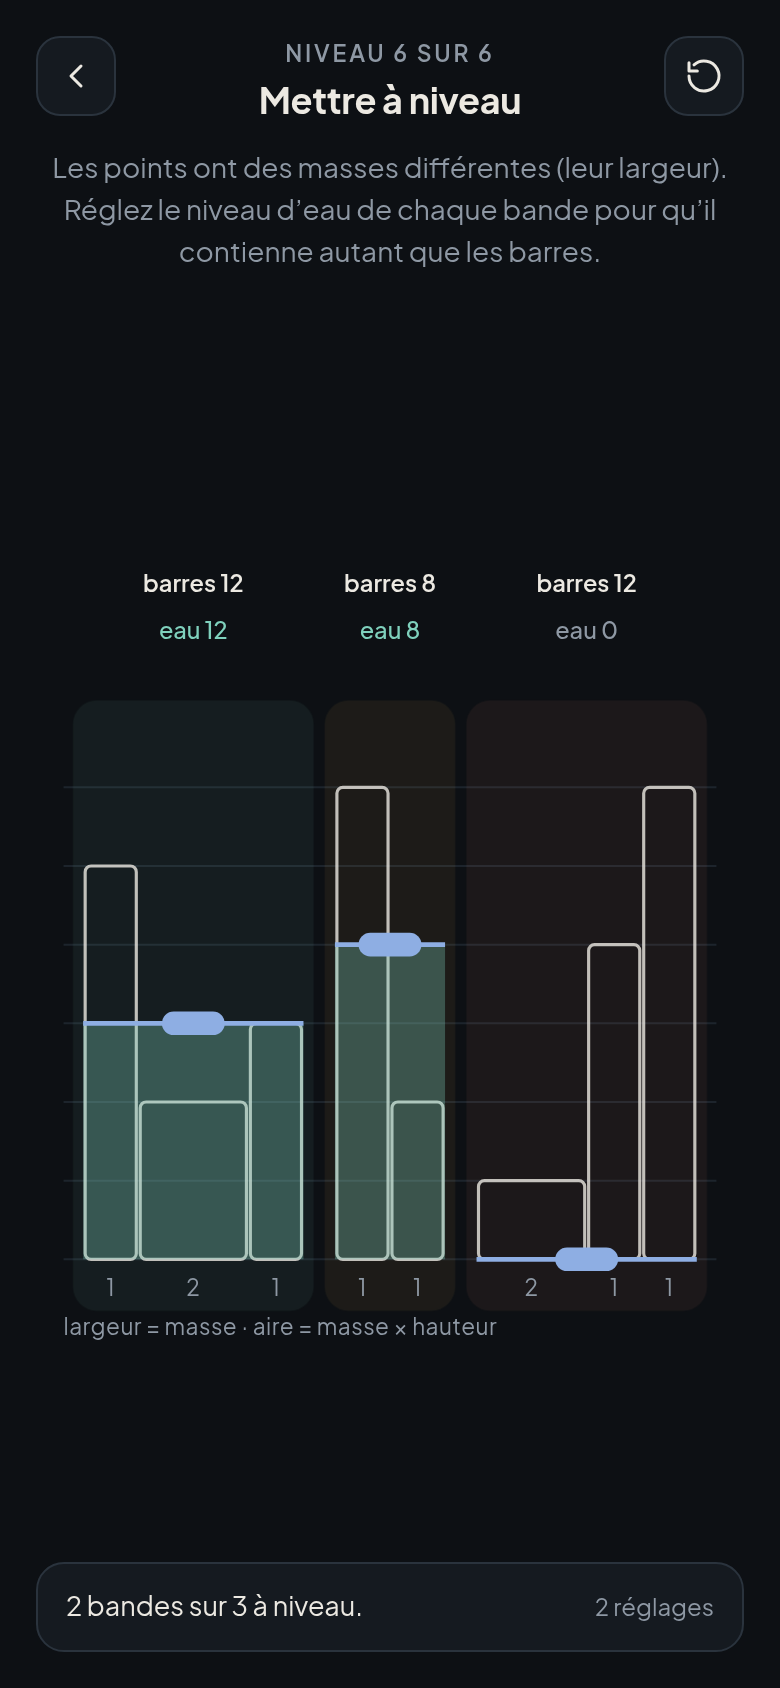 NIVEAU 6 SUR 6
Mettre à niveau
Les points ont des masses différentes (leur largeur).
Réglez le niveau d’eau de chaque bande pour qu’il
contienne autant que les barres.
barres 12 barres 8 barres 12
eau 12 eau 8 eau 0
1 2 1 1 1 2 1 1
largeur = masse · aire = masse × hauteur
2 bandes sur 3 à niveau. 2 réglages